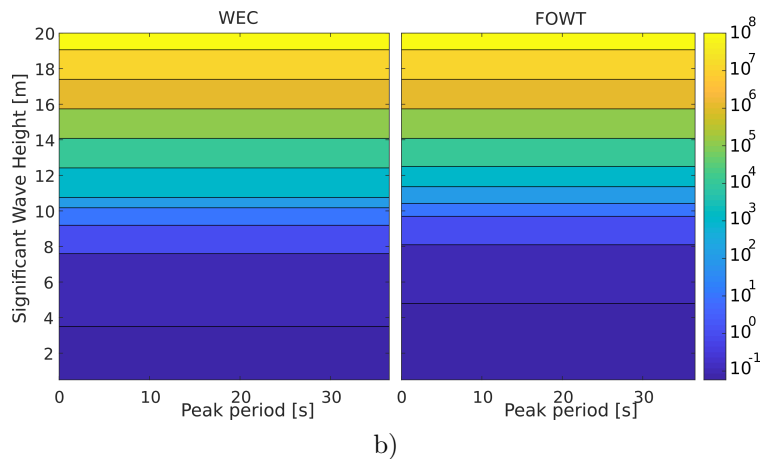 WEC FOWT
Significant Wave Height [m]
20
18
16
14
12
10
8
6
4
2
0 10 20 30
Peak period [s]
0 10 20 30
Peak period [s]
10^8
10^7
10^6
10^5
10^4
10^3
10^2
10^1
10^0
10^-1
b)